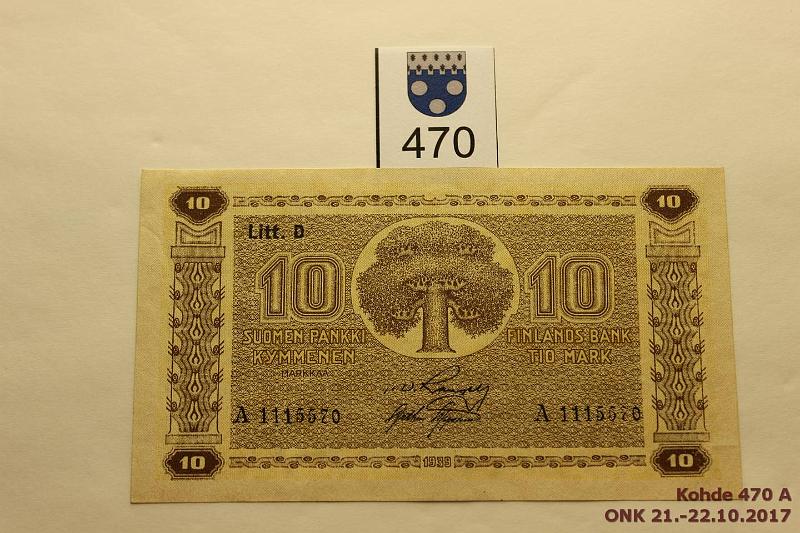 470
10 10
Litt. D
10 10
SUOMEN PANKKI FINLANDS BANK
KYMMENEN TIO MARK
MARKKAA
A 1115570 A 1115570
10 1939 10
Kohde 470 A
ONK 21.-22.10.2017